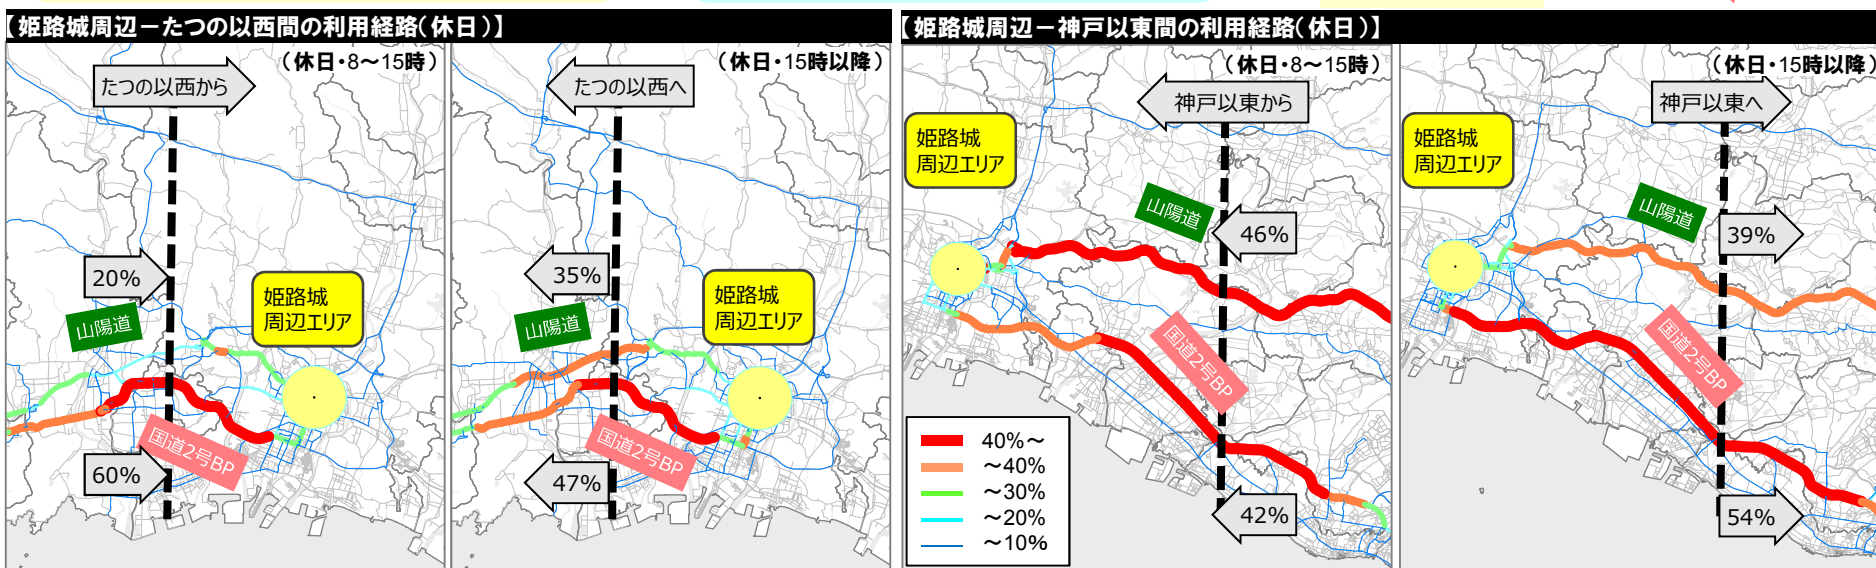 【姫路城周辺－たつの以西間の利用経路(休日)】
(休日・8～15時)
たつの以西から
20%
山陽道
姫路城
周辺エリア
国道2号BP
60%
(休日・15時以降)
たつの以西へ
35%
山陽道
姫路城
周辺エリア
国道2号BP
47%
【姫路城周辺－神戸以東間の利用経路(休日)】
(休日・8～15時)
神戸以東から
姫路城
周辺エリア
山陽道
46%
国道2号BP
42%
40%～
～40%
～30%
～20%
～10%
(休日・15時以降)
神戸以東へ
姫路城
周辺エリア
山陽道
39%
国道2号BP
54%